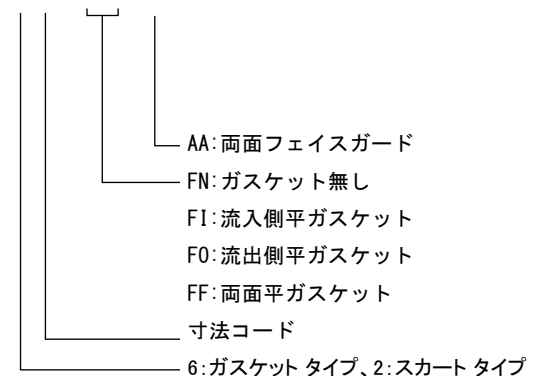 AA:両面フェイスガード
FN:ガスケット無し
FI:流入側平ガスケット
FO:流出側平ガスケット
FF:両面平ガスケット
寸法コード
6:ガスケット タイプ、2:スカート タイプ